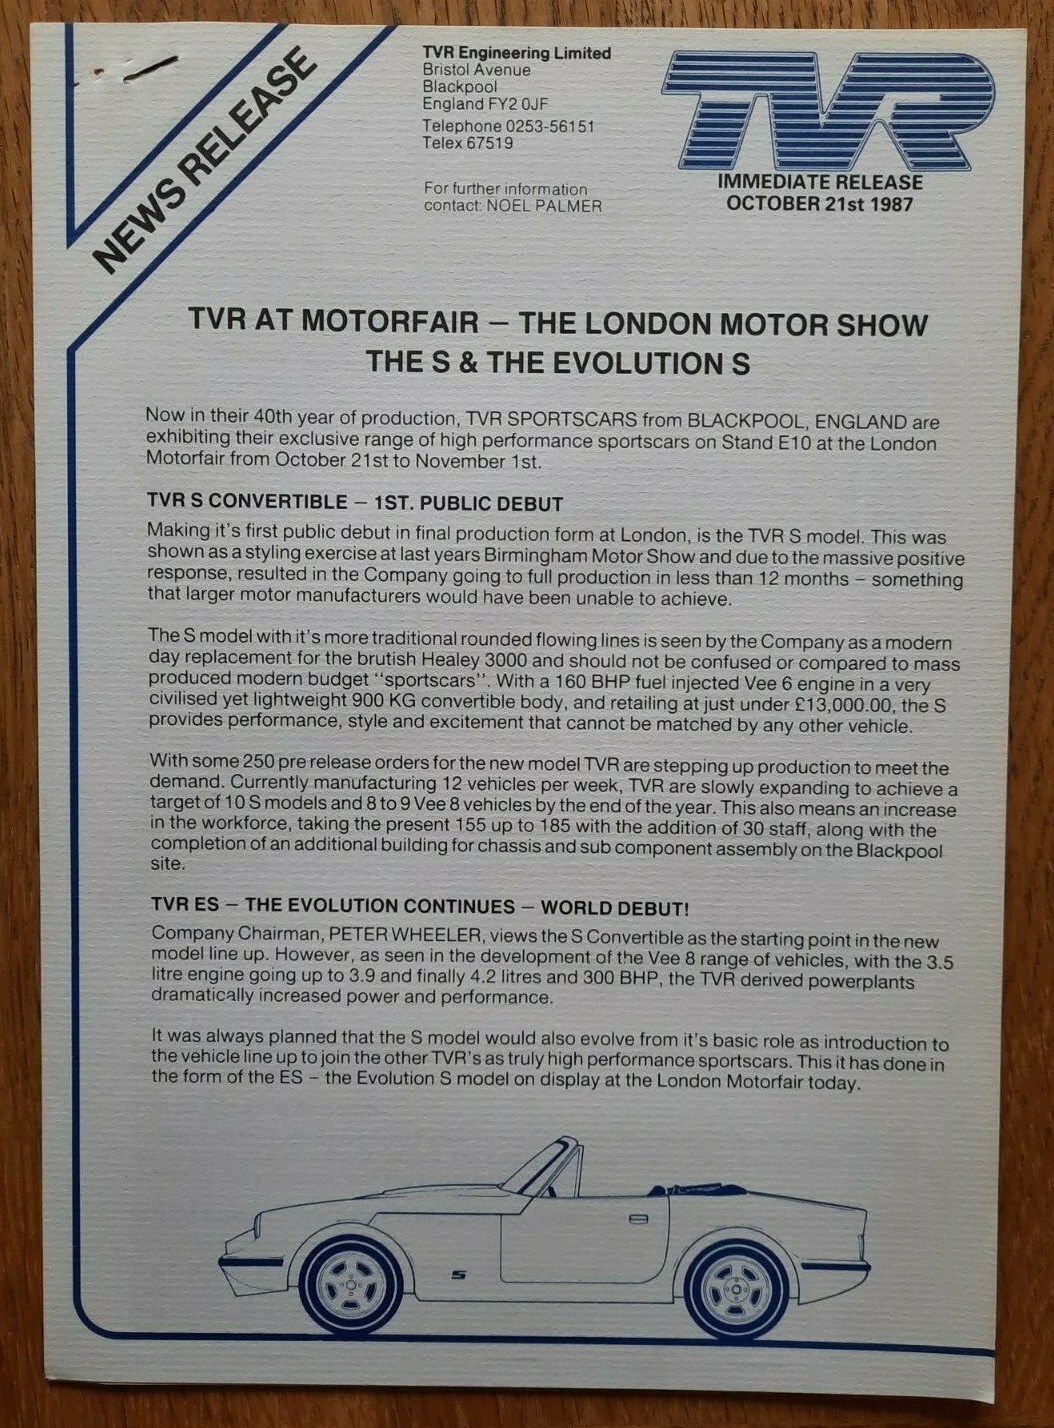 NEWS RELEASE
TVR Engineering Limited
Bristol Avenue
Blackpool
England FY2 0JF
Telephone 0253-56151
Telex 67519
For further information
contact: NOEL PALMER
TVR
IMMEDIATE RELEASE
OCTOBER 21st 1987
TVR AT MOTORFAIR – THE LONDON MOTOR SHOW
THE S & THE EVOLUTION S
Now in their 40th year of production, TVR SPORTSCARS from BLACKPOOL, ENGLAND are
exhibiting their exclusive range of high performance sportscars on Stand E10 at the London
Motorfair from October 21st to November 1st.
TVR S CONVERTIBLE – 1ST. PUBLIC DEBUT
Making it's first public debut in final production form at London, is the TVR S model. This was
shown as a styling exercise at last years Birmingham Motor Show and due to the massive positive
response, resulted in the Company going to full production in less than 12 months – something
that larger motor manufacturers would have been unable to achieve.
The S model with it's more traditional rounded flowing lines is seen by the Company as a modern
day replacement for the brutish Healey 3000 and should not be confused or compared to mass
produced modern budget "sportscars". With a 160 BHP fuel injected Vee 6 engine in a very
civilised yet lightweight 900 KG convertible body, and retailing at just under £13,000.00, the S
provides performance, style and excitement that cannot be matched by any other vehicle.
With some 250 pre release orders for the new model TVR are stepping up production to meet the
demand. Currently manufacturing 12 vehicles per week, TVR are slowly expanding to achieve a
target of 10 S models and 8 to 9 Vee 8 vehicles by the end of the year. This also means an increase
in the workforce, taking the present 155 up to 185 with the addition of 30 staff, along with the
completion of an additional building for chassis and sub component assembly on the Blackpool
site.
TVR ES – THE EVOLUTION CONTINUES – WORLD DEBUT!
Company Chairman, PETER WHEELER, views the S Convertible as the starting point in the new
model line up. However, as seen in the development of the Vee 8 range of vehicles, with the 3.5
litre engine going up to 3.9 and finally 4.2 litres and 300 BHP, the TVR derived powerplants
dramatically increased power and performance.
It was always planned that the S model would also evolve from it's basic role as introduction to
the vehicle line up to join the other TVR's as truly high performance sportscars. This it has done in
the form of the ES – the Evolution S model on display at the London Motorfair today.
S